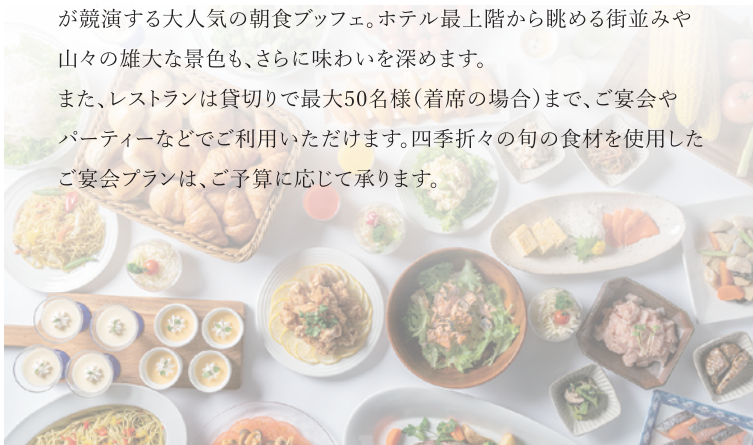 が競演する大人気の朝食ブッフェ。ホテル最上階から眺める街並みや
山々の雄大な景色も、さらに味わいを深めます。
また、レストランは貸切りで最大50名様（着席の場合）まで、ご宴会や
パーティーなどでご利用いただけます。四季折々の旬の食材を使用した
ご宴会プランは、ご予算に応じて承ります。